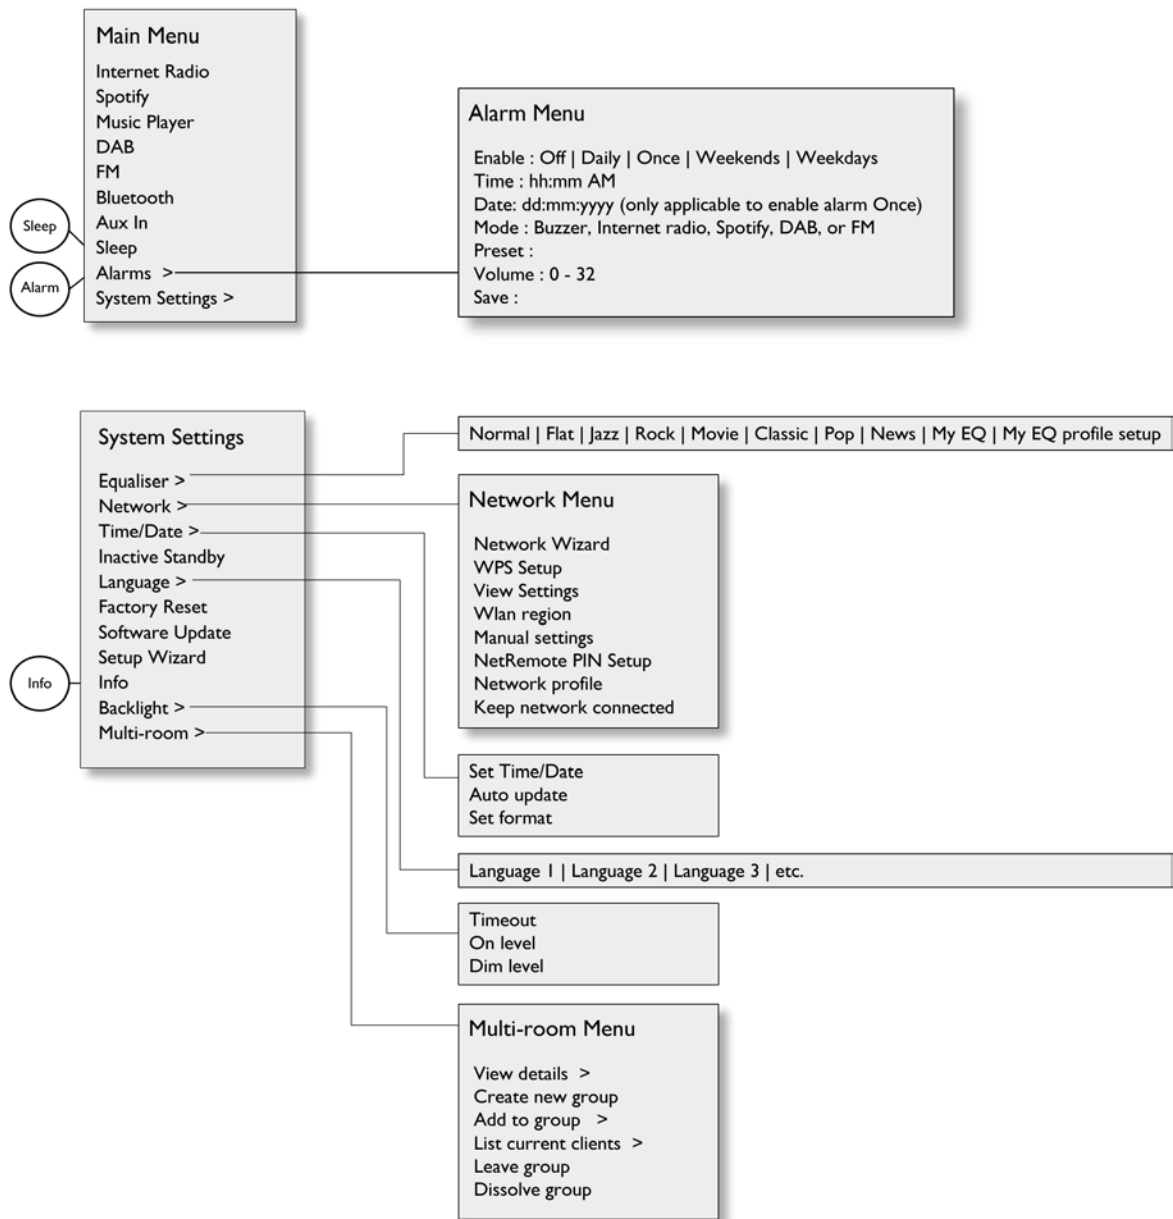 Main Menu
Internet Radio
Spotify
Music Player
DAB
FM
Bluetooth
Aux In
Sleep
Alarms >
System Settings >
Sleep
Alarm
Alarm Menu
Enable : Off | Daily | Once | Weekends | Weekdays
Time : hh:mm AM
Date: dd:mm:yyyy (only applicable to enable alarm Once)
Mode : Buzzer, Internet radio, Spotify, DAB, or FM
Preset :
Volume : 0 - 32
Save :
System Settings
Equaliser >
Network >
Time/Date >
Inactive Standby
Language >
Factory Reset
Software Update
Setup Wizard
Info
Backlight >
Multi-room >
Info
Normal | Flat | Jazz | Rock | Movie | Classic | Pop | News | My EQ | My EQ profile setup
Network Menu
Network Wizard
WPS Setup
View Settings
Wlan region
Manual settings
NetRemote PIN Setup
Network profile
Keep network connected
Set Time/Date
Auto update
Set format
Language 1 | Language 2 | Language 3 | etc.
Timeout
On level
Dim level
Multi-room Menu
View details >
Create new group
Add to group >
List current clients >
Leave group
Dissolve group